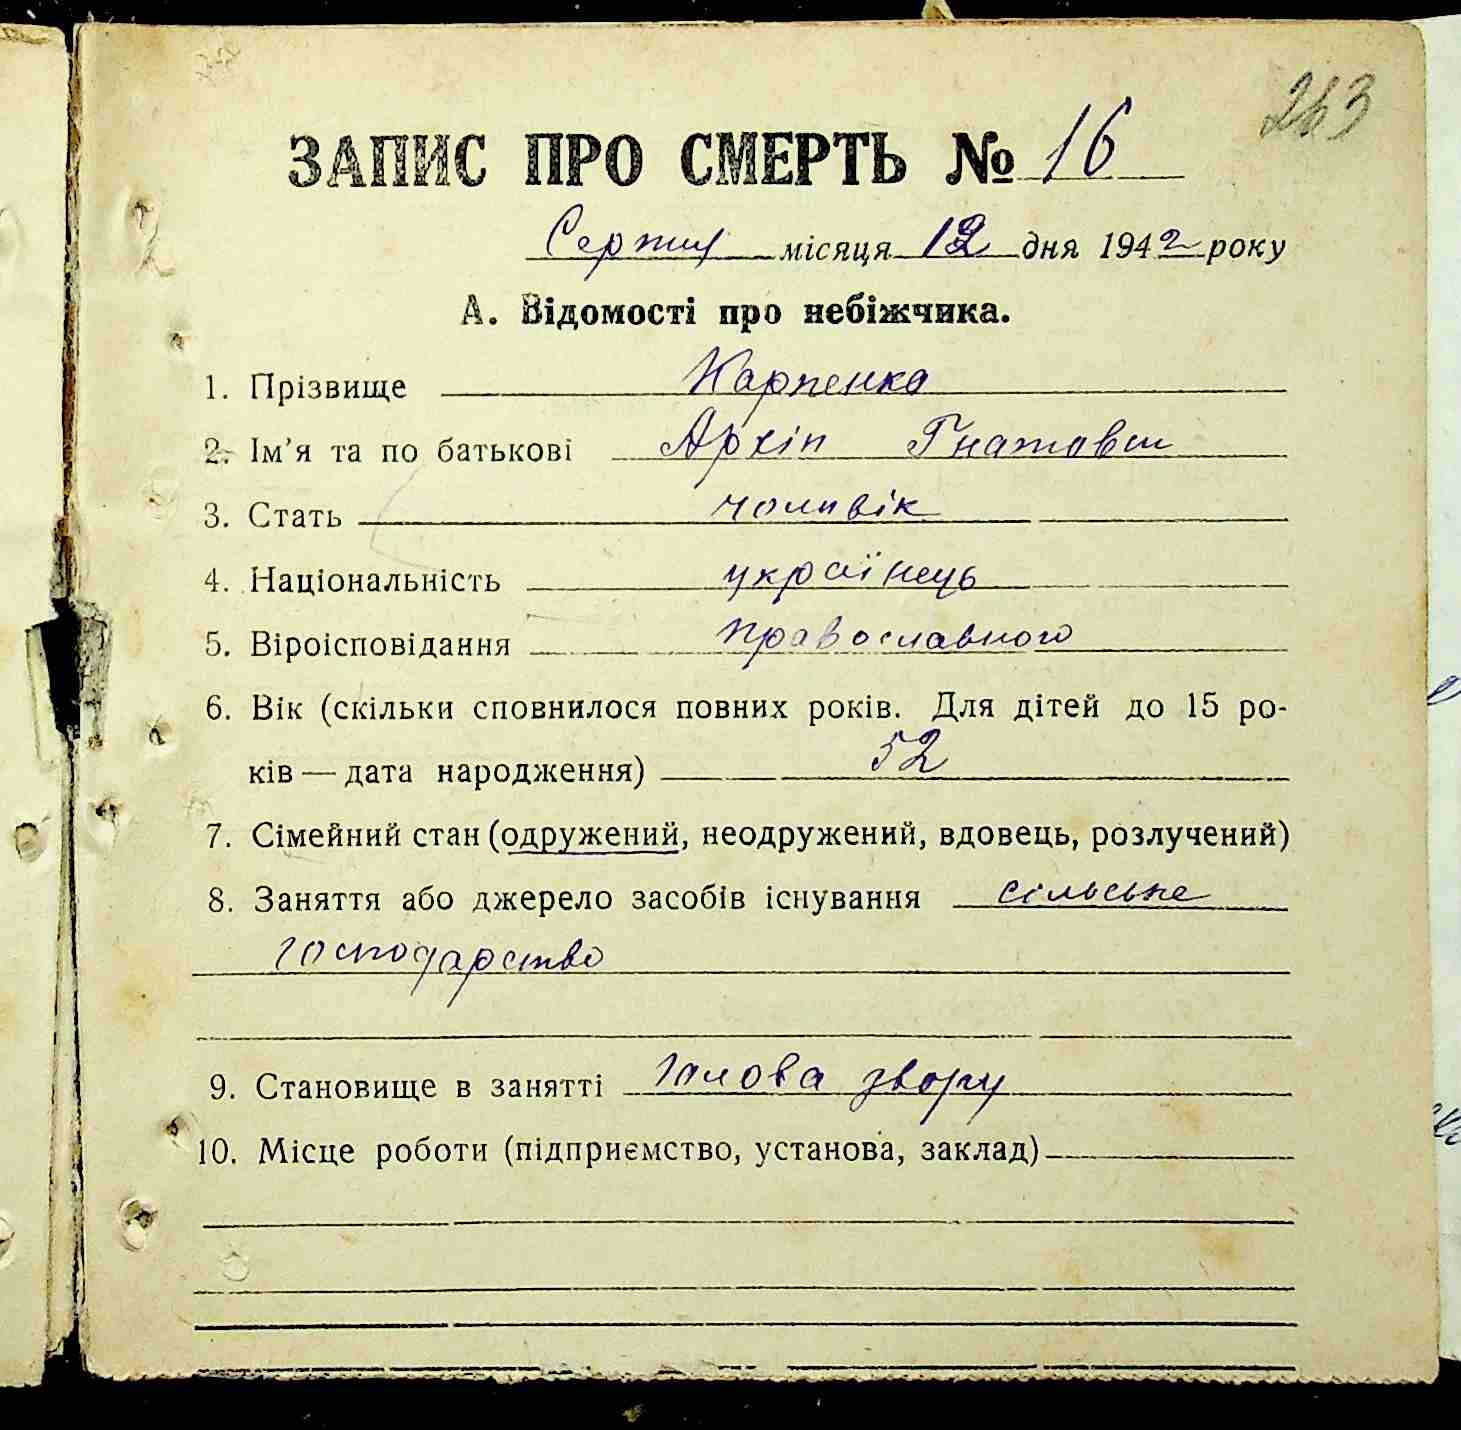 263
ЗАПИС ПРО СМЕРТЬ № 16
Серпня місяця 12 дня 1942 року
А. Відомості про небіжчика.
1. Прізвище Карпенко
2. Ім'я та по батькові Архіп Гнатович
3. Стать чоловік
4. Національність українець
5. Віроісповідання православного
6. Вік (скільки сповнилося повних років. Для дітей до 15 ро-
ків — дата народження) 52
7. Сімейний стан (одружений, неодружений, вдовець, розлучений)
8. Заняття або джерело засобів існування сільське
господарство
9. Становище в занятті голова звору
10. Місце роботи (підприємство, установа, заклад)